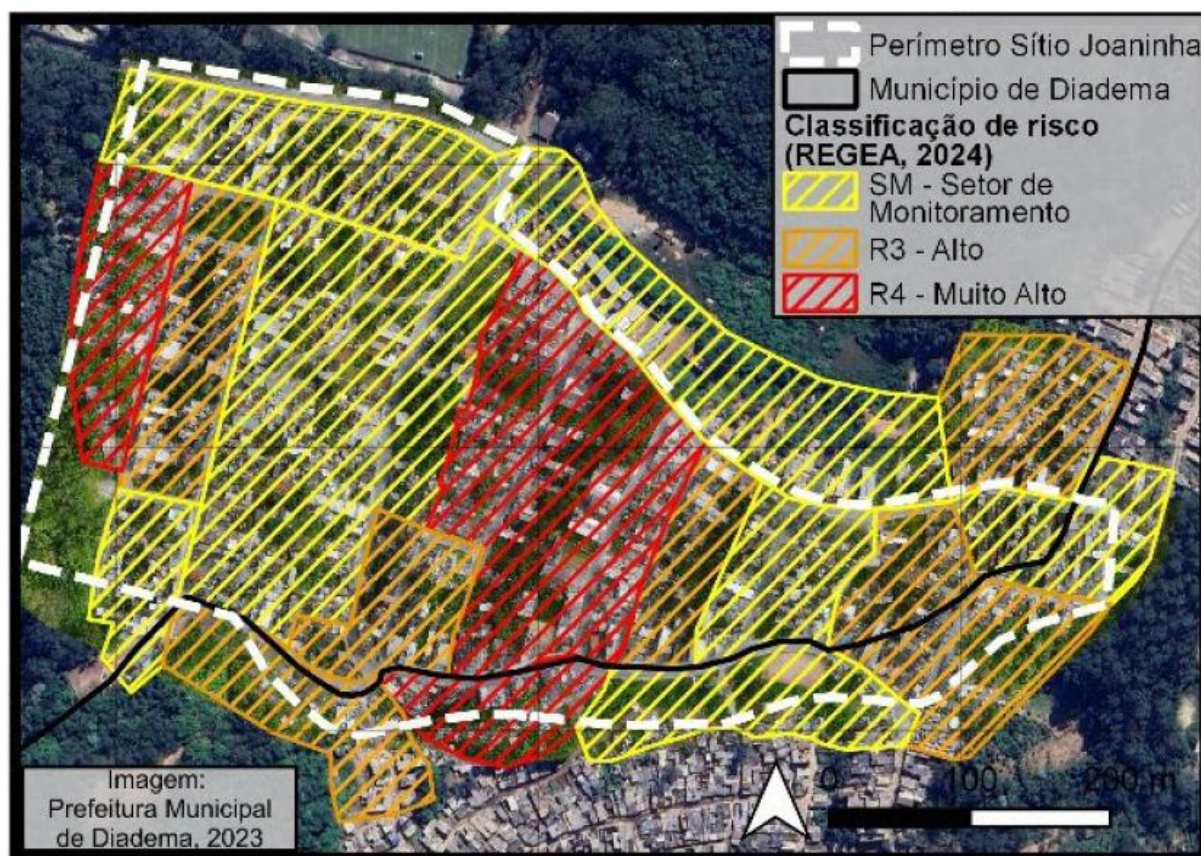 Perímetro Sítio Joaninha
Município de Diadema
Classificação de risco
(REGEA, 2024)
SM - Setor de
Monitoramento
R3 - Alto
R4 - Muito Alto
Imagem:
Prefeitura Municipal
de Diadema, 2023
0 100 200 m